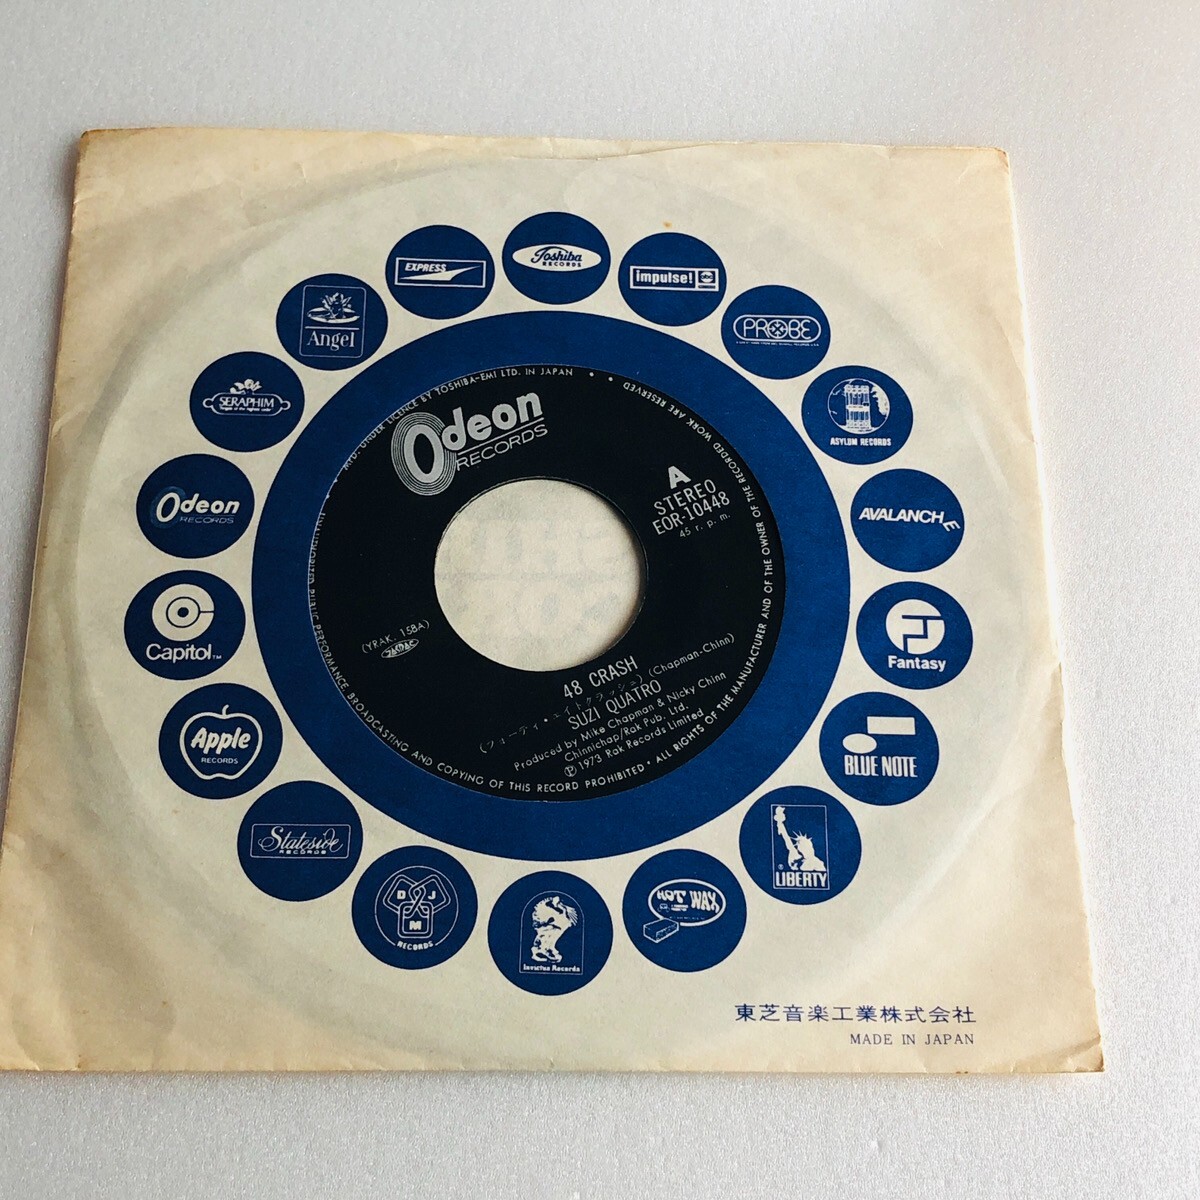 Toshiba
RECORDS
impulse!
abc
PROBE
ASYLUM RECORDS
AVALANCHE
Fantasy
BLUE NOTE
LIBERTY
HOT WAX
Invictus Records
D J
M
RECORDS
Stateside
RECORDS
Apple
RECORDS
Capitol™
Odeon
RECORDS
SERAPHIM
Angel
EXPRESS
MFD. UNDER LICENCE BY TOSHIBA-EMI LTD. IN JAPAN
Odeon
RECORDS
A
STEREO
EOR-10448
45 r. p. m.
(YRAK. 158A)
48 CRASH
(フォーティ・エイトクラッシュ) (Chapman-Chinn)
SUZI QUATRO
Produced by Mike Chapman & Nicky Chinn
Chinnichap/Rak Pub. Ltd.
Ⓟ 1973 Rak Records Limited
ALL RIGHTS OF THE MANUFACTURER AND OF THE OWNER OF THE RECORDED WORK ARE RESERVED
UNAUTHORIZED PUBLIC PERFORMANCE, BROADCASTING AND COPYING OF THIS RECORD PROHIBITED
東芝音楽工業株式会社
MADE IN JAPAN